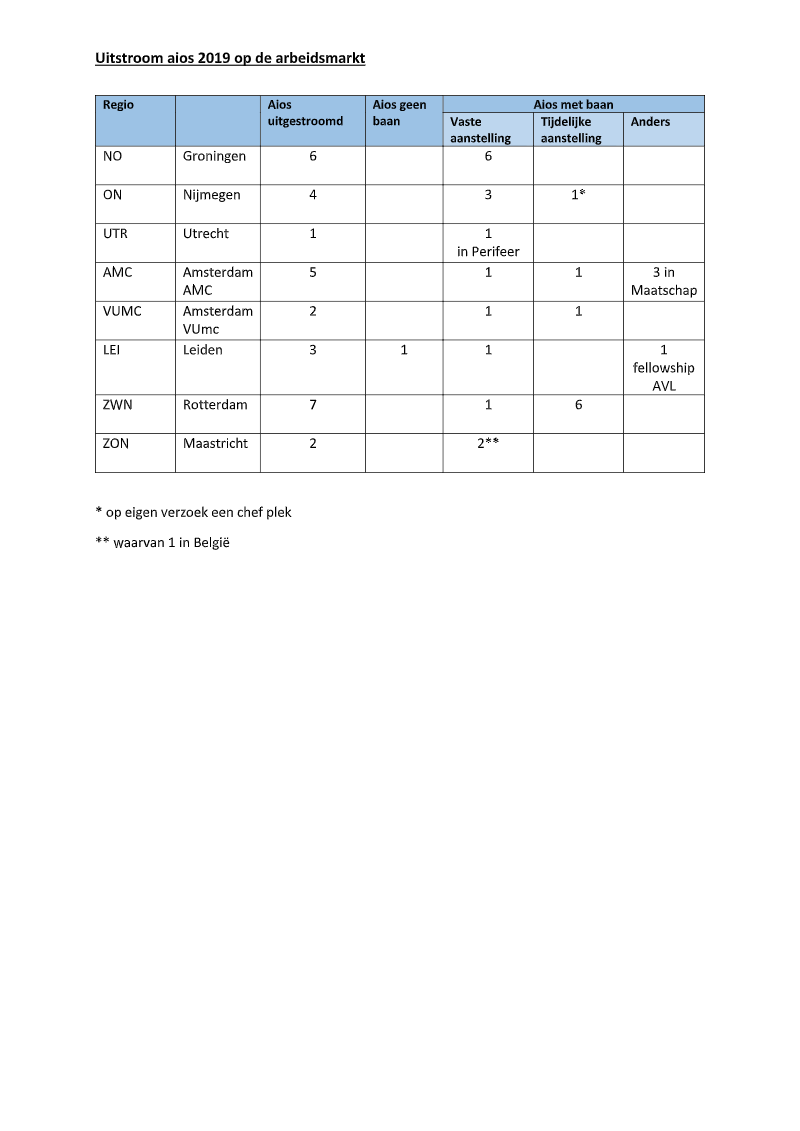 Uitstroom aios 2019 op de arbeidsmarkt
Regio Aios uitgestroomd Aios geen baan Aios met baan
Vaste aanstelling Tijdelijke aanstelling Anders
NO Groningen 6 6
ON Nijmegen 4 3 1*
UTR Utrecht 1 1
in Perifeer
AMC Amsterdam 5 1 1 3 in
AMC Maatschap
VUMC Amsterdam 2 1 1
VUmc
LEI Leiden 3 1 1 1
fellowship
AVL
ZWN Rotterdam 7 1 6
ZON Maastricht 2 2**
* op eigen verzoek een chef plek
** waarvan 1 in België